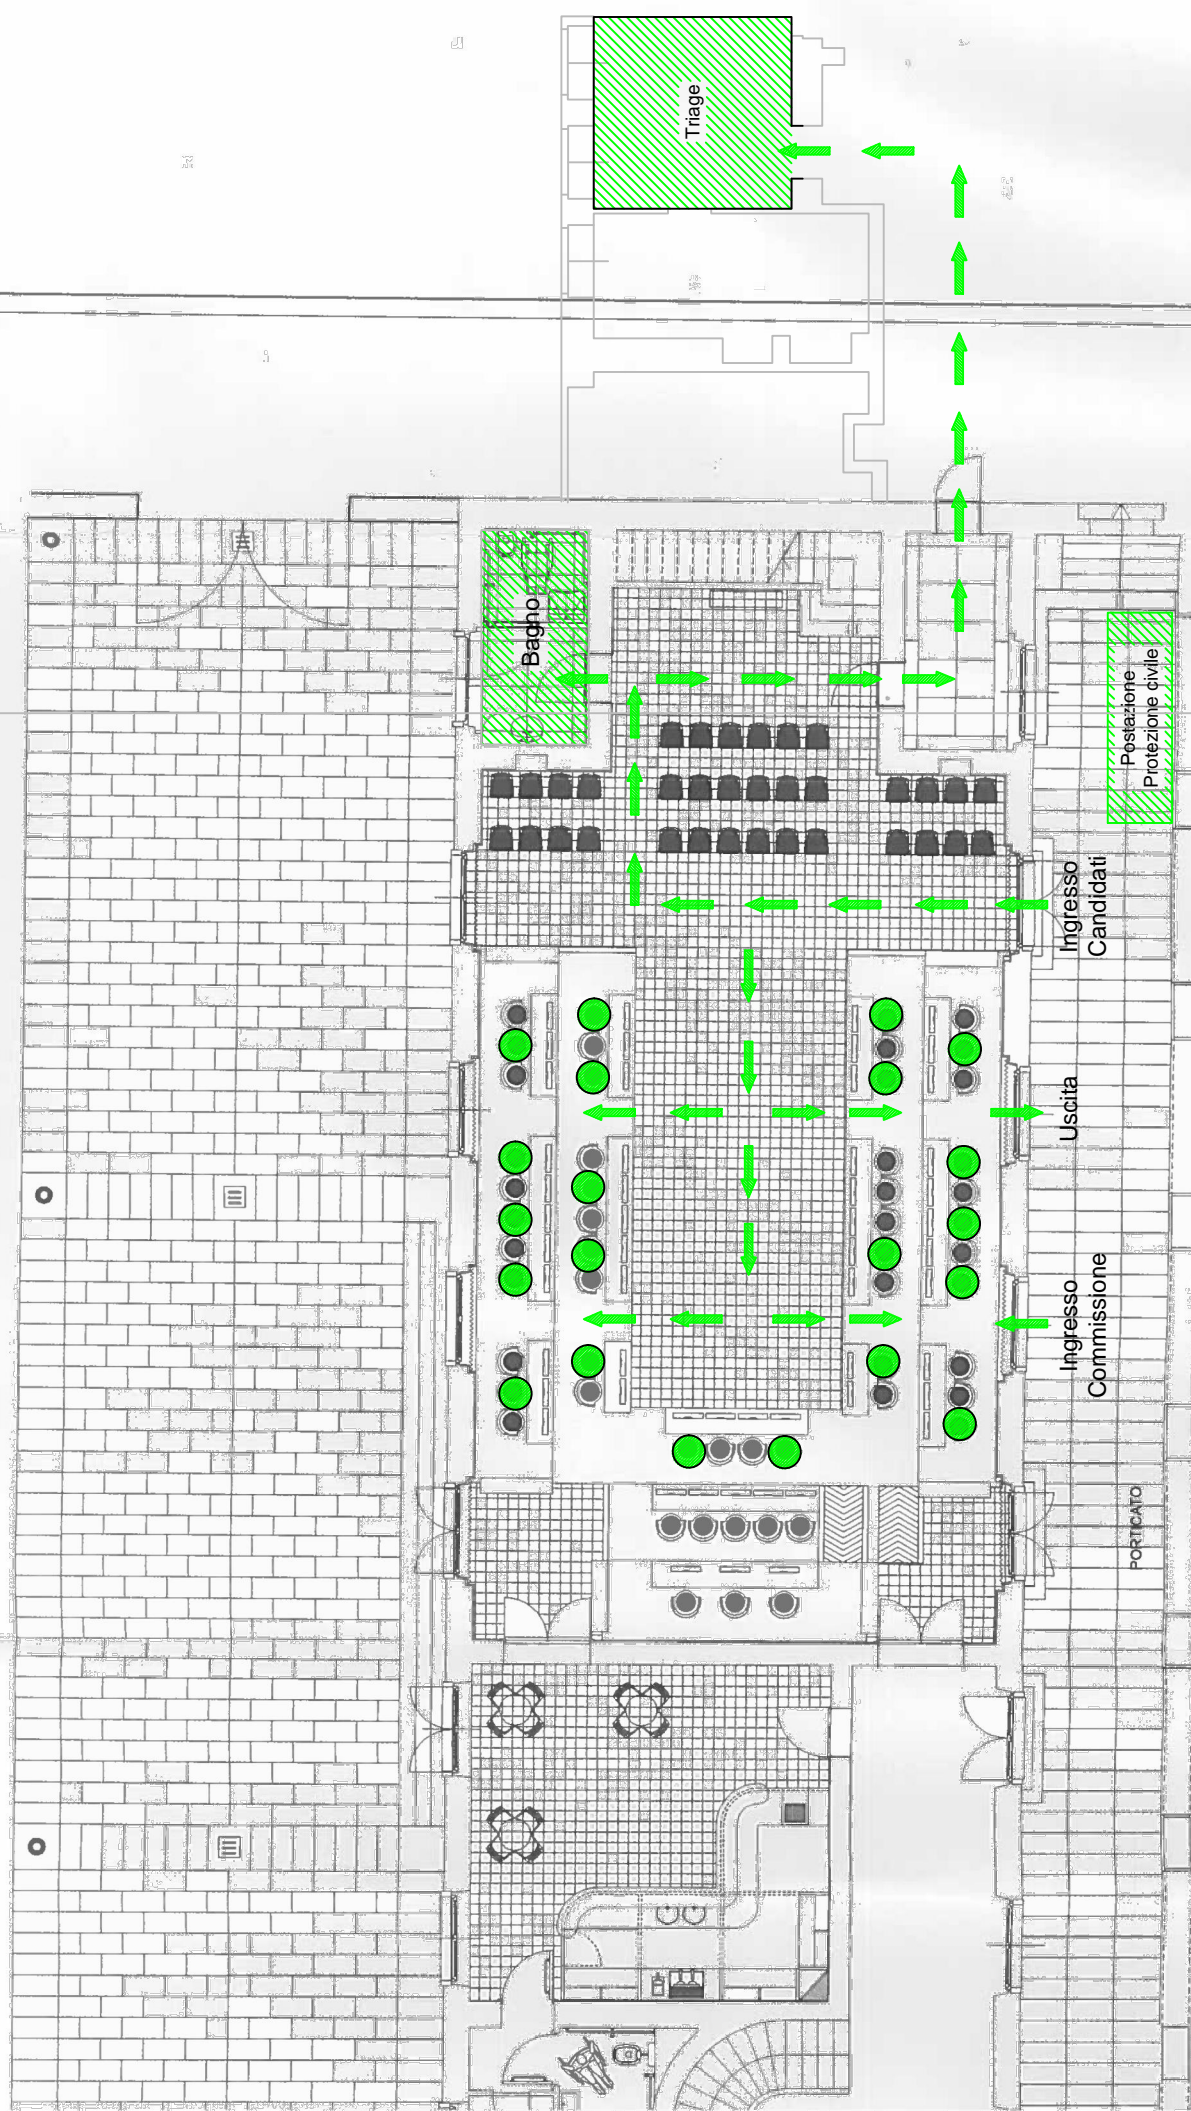 Triage
Bagno
Postazione
Protezione civile
Ingresso
Candidati
Uscita
Ingresso
Commissione
PORTICATO